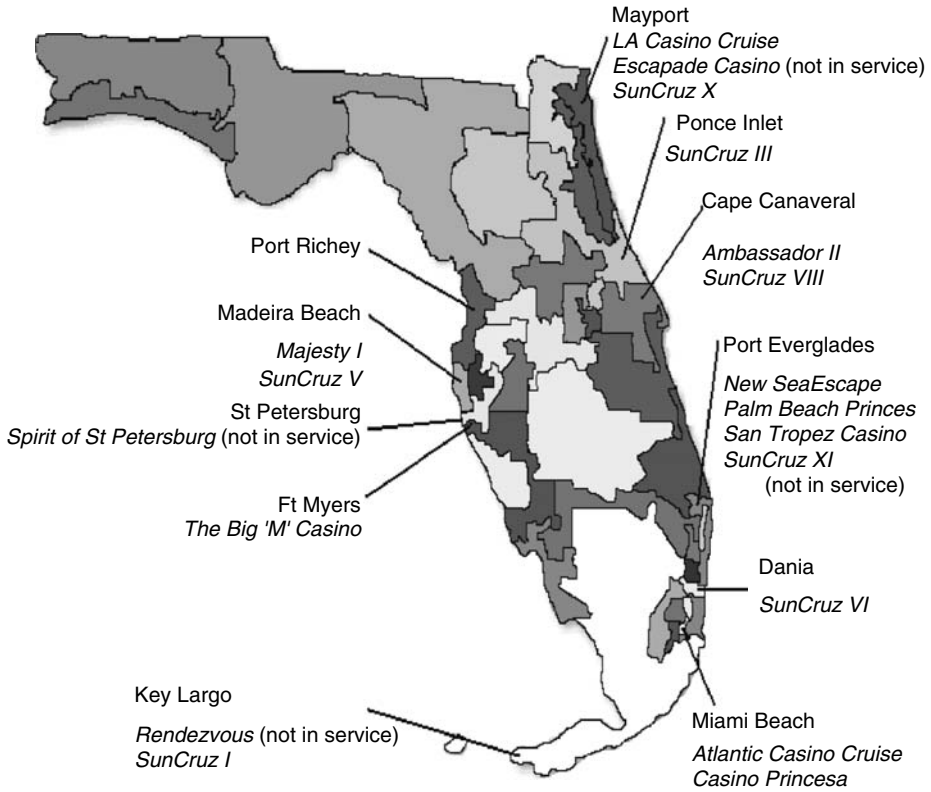 Mayport
LA Casino Cruise
Escapade Casino (not in service)
SunCruz X
Ponce Inlet
SunCruz III
Cape Canaveral
Ambassador II
SunCruz VIII
Port Richey
Madeira Beach
Majesty I
SunCruz V
St Petersburg
Spirit of St Petersburg (not in service)
Ft Myers
The Big 'M' Casino
Port Everglades
New SeaEscape
Palm Beach Princes
San Tropez Casino
SunCruz XI
(not in service)
Dania
SunCruz VI
Key Largo
Rendezvous (not in service)
SunCruz I
Miami Beach
Atlantic Casino Cruise
Casino Princesa